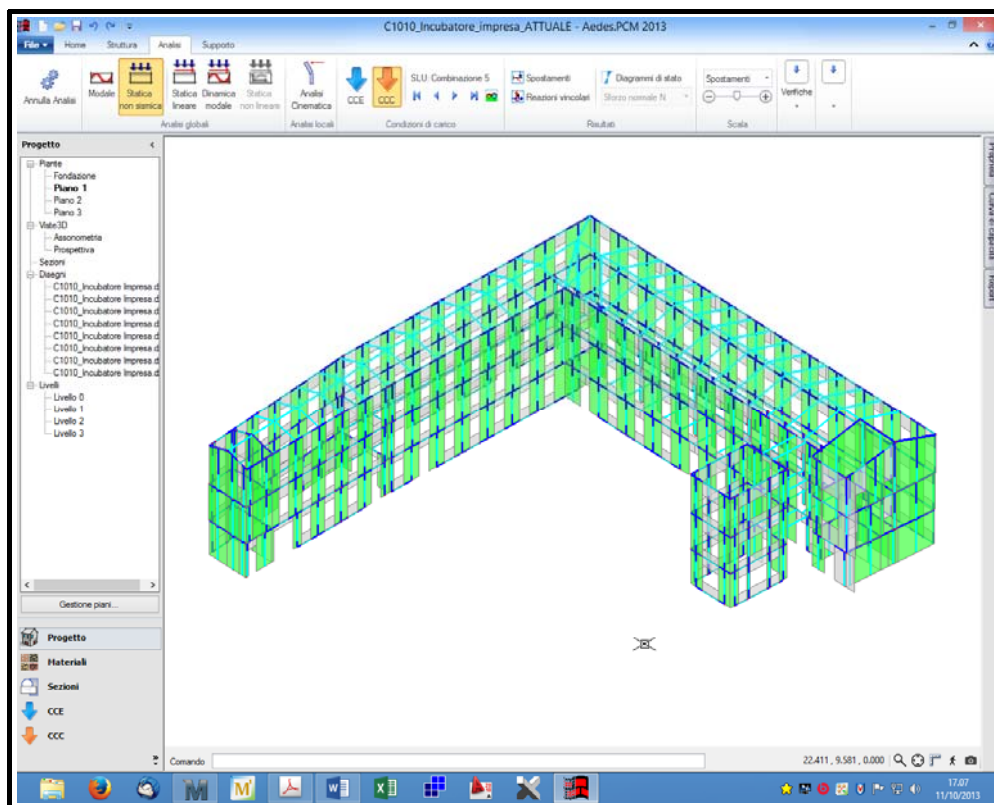 C1010_Incubatore_impresa_ATTUALE - Aedes.PCM 2013
File Home Struttura Analisi Supporto
Annulla Analisi
Modale
Statica non sismica
Statica lineare
Dinamica modale
Statica non lineare
Analisi globali
Analisi Cinematica
Analisi locali
CCE
CCC
SLU: Combinazione 5
Condizioni di carico
Spostamenti
Reazioni vincolari
Diagrammi di stato
Sforzo normale N
Risultati
Spostamenti
Scala
Verifiche
Progetto
Piante
Fondazione
Piano 1
Piano 2
Piano 3
Viste3D
Assonometria
Prospettiva
Sezioni
Disegni
C1010_Incubatore Impresa.d
C1010_Incubatore Impresa.d
C1010_Incubatore Impresa.d
C1010_Incubatore Impresa.d
C1010_Incubatore Impresa.d
C1010_Incubatore Impresa.d
C1010_Incubatore Impresa.d
C1010_Incubatore Impresa.d
Livelli
Livello 0
Livello 1
Livello 2
Livello 3
Gestione piani...
Progetto
Materiali
Sezioni
CCE
CCC
Proprietà
Curva di capacità
Report
Comando
22.411 , 9.581 , 0.000
17.07
11/10/2013